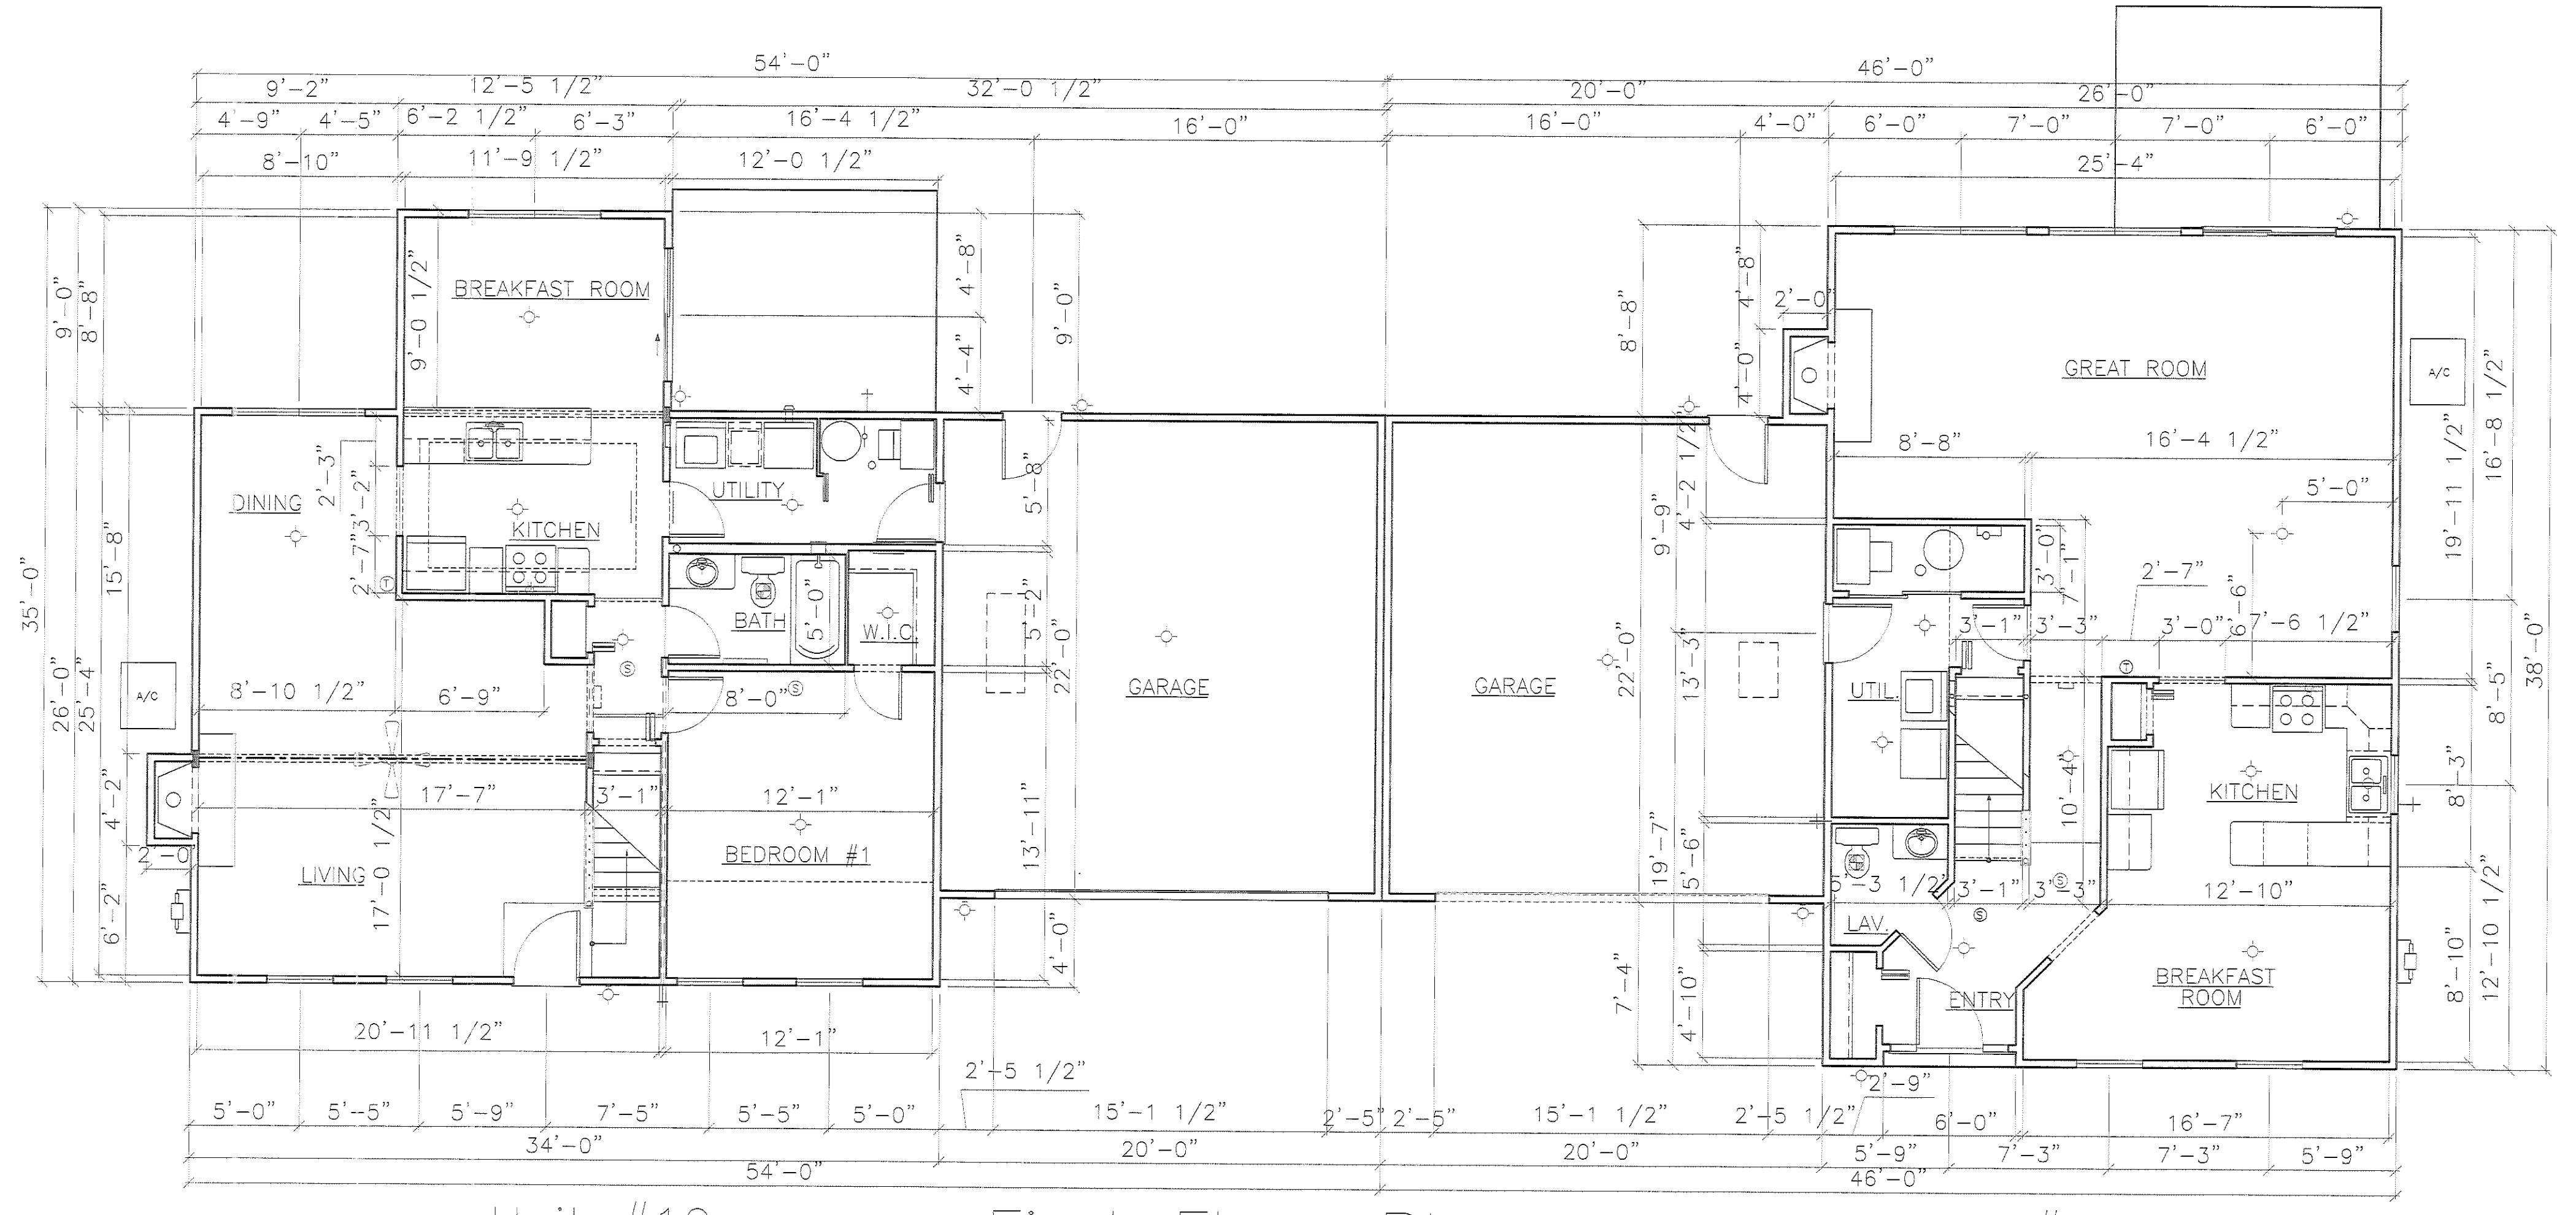 54'-0"
46'-0"
9'-2" 12'-5 1/2" 32'-0 1/2" 20'-0" 26'-0"
4'-9" 4'-5" 6'-2 1/2" 6'-3" 16'-4 1/2" 16'-0" 16'-0" 4'-0" 6'-0" 7'-0" 7'-0" 6'-0"
8'-10" 11'-9 1/2" 12'-0 1/2" 25'-4"
9'-0"
8'-8"
9'-0 1/2"
BREAKFAST ROOM
4'-8"
4'-4"
9'-0"
8'-8"
4'-8"
2'-0"
4'-0"
GREAT ROOM
A/C
35'-0"
26'-0"
25'-4"
15'-8"
DINING
2'-3"
3'-2"
2'-7"
KITCHEN
UTILITY
5'-8"
9'-9"
4'-2 1/2"
8'-8" 16'-4 1/2"
5'-0"
19'-11 1/2"
16'-8 1/2"
T
BATH
5'-0"
W.I.C.
5'-2"
22'-0"
22'-0"
13'-3"
3'-0"
7'-1"
2'-7"
6'-6"
3'-1" 3'-3" 3'-0" 7'-6 1/2"
38'-0"
S
S
T
A/C
8'-10 1/2" 6'-9" 8'-0"
GARAGE
GARAGE
UTIL.
8'-5"
4'-2"
17'-7" 3'-1" 12'-1"
17'-0 1/2"
10'-4"
KITCHEN
8'-3"
2'-0"
LIVING
BEDROOM #1
13'-11"
19'-7"
5'-6"
5'-3 1/2" 3'-1" 3'-3" 12'-10"
S
S
6'-2"
4'-0"
LAV.
7'-4"
4'-10"
ENTRY
BREAKFAST
ROOM
8'-10"
12'-10 1/2"
20'-11 1/2" 12'-1"
2'-5 1/2"
2'-9"
5'-0" 5'-5" 5'-9" 7'-5" 5'-5" 5'-0" 15'-1 1/2" 2'-5" 2'-5" 15'-1 1/2" 2'-5 1/2" 6'-0" 16'-7"
34'-0" 20'-0" 20'-0" 5'-9" 7'-3" 7'-3" 5'-9"
54'-0" 46'-0"